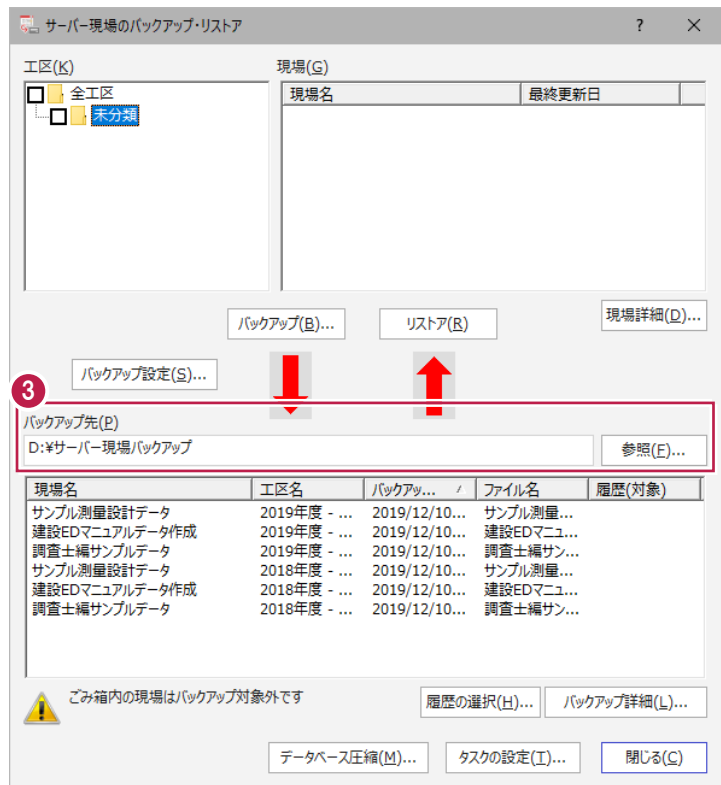 サーバー現場のバックアップ・リストア ? ×
工区(K) 現場(G)
全工区 現場名 最終更新日
未分類
バックアップ(B)... リストア(R) 現場詳細(D)...
バックアップ設定(S)...
3
バックアップ先(P)
D:¥サーバー現場バックアップ 参照(F)...
現場名 工区名 バックアッ... ファイル名 履歴(対象)
サンプル測量設計データ 2019年度 - ... 2019/12/10... サンプル測量...
建設EDマニュアルデータ作成 2019年度 - ... 2019/12/10... 建設EDマニュ...
調査士編サンプルデータ 2019年度 - ... 2019/12/10... 調査士編サン...
サンプル測量設計データ 2018年度 - ... 2019/12/10... サンプル測量...
建設EDマニュアルデータ作成 2018年度 - ... 2019/12/10... 建設EDマニュ...
調査士編サンプルデータ 2018年度 - ... 2019/12/10... 調査士編サン...
ごみ箱内の現場はバックアップ対象外です
履歴の選択(H)... バックアップ詳細(L)...
データベース圧縮(M)... タスクの設定(T)... 閉じる(C)